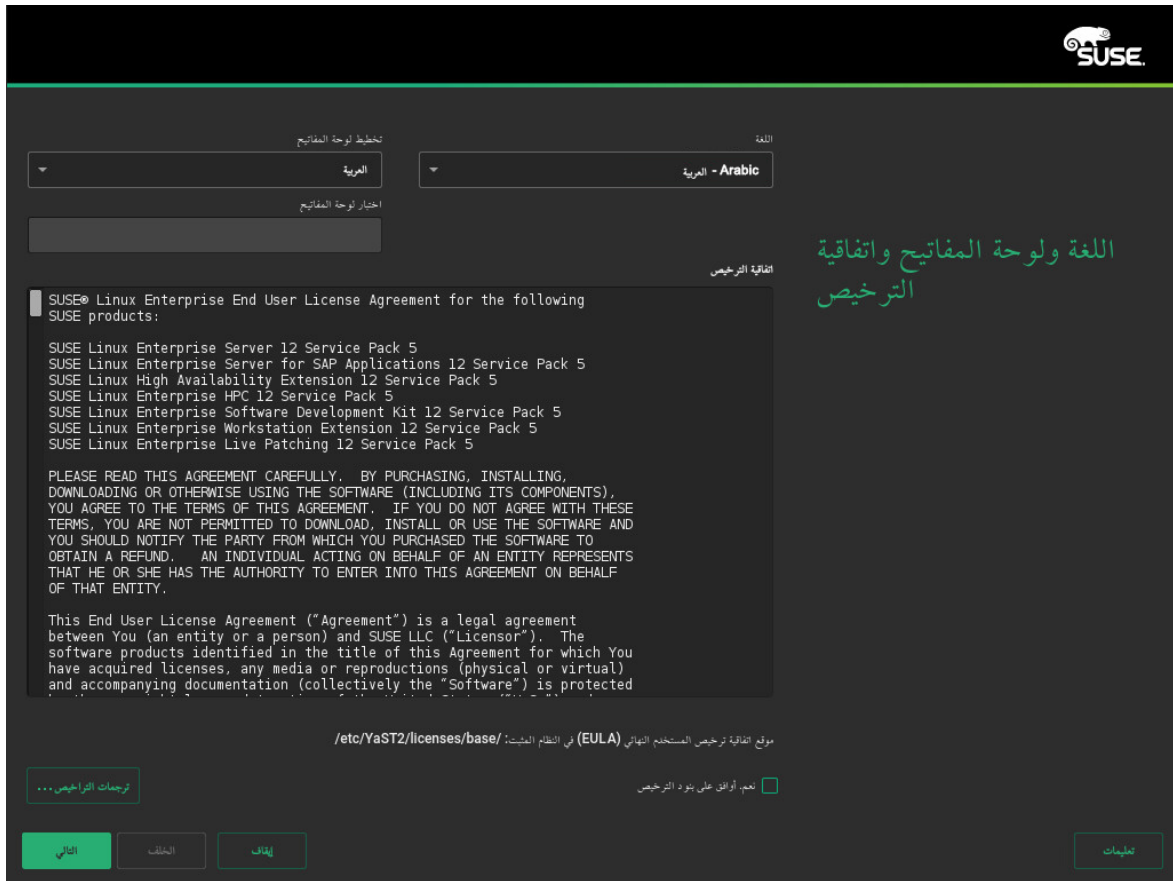 SUSE.
اللغة
Arabic - العربية
تخطيط لوحة المفاتيح
العربية
اختبار لوحة المفاتيح
اللغة ولوحة المفاتيح واتفاقية
الترخيص
اتفاقية الترخيص
SUSE® Linux Enterprise End User License Agreement for the following
SUSE products:
SUSE Linux Enterprise Server 12 Service Pack 5
SUSE Linux Enterprise Server for SAP Applications 12 Service Pack 5
SUSE Linux High Availability Extension 12 Service Pack 5
SUSE Linux Enterprise HPC 12 Service Pack 5
SUSE Linux Enterprise Software Development Kit 12 Service Pack 5
SUSE Linux Enterprise Workstation Extension 12 Service Pack 5
SUSE Linux Enterprise Live Patching 12 Service Pack 5
PLEASE READ THIS AGREEMENT CAREFULLY.  BY PURCHASING, INSTALLING,
DOWNLOADING OR OTHERWISE USING THE SOFTWARE (INCLUDING ITS COMPONENTS),
YOU AGREE TO THE TERMS OF THIS AGREEMENT.  IF YOU DO NOT AGREE WITH THESE
TERMS, YOU ARE NOT PERMITTED TO DOWNLOAD, INSTALL OR USE THE SOFTWARE AND
YOU SHOULD NOTIFY THE PARTY FROM WHICH YOU PURCHASED THE SOFTWARE TO
OBTAIN A REFUND.   AN INDIVIDUAL ACTING ON BEHALF OF AN ENTITY REPRESENTS
THAT HE OR SHE HAS THE AUTHORITY TO ENTER INTO THIS AGREEMENT ON BEHALF
OF THAT ENTITY.
This End User License Agreement ("Agreement") is a legal agreement
between You (an entity or a person) and SUSE LLC ("Licensor").  The
software products identified in the title of this Agreement for which You
have acquired licenses, any media or reproductions (physical or virtual)
and accompanying documentation (collectively the "Software") is protected
موقع اتفاقية ترخيص المستخدم النهائي (EULA) في النظام المثبت: /etc/YaST2/licenses/base/
نعم، أوافق على بنود الترخيص
ترجمات التراخيص...
تعليمات
إيقاف
الخلف
التالي